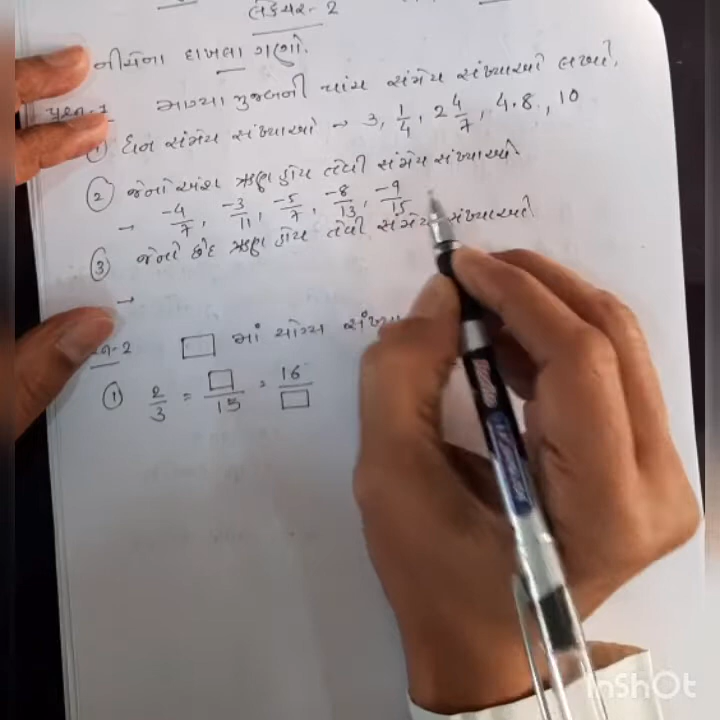 લેકચર- 2
નીચેના દાખલા ગણો.
પ્રશ્ન-1 માગ્યા મુજબની પાંચ સંમેય સંખ્યાઓ લખો.
① ધન સંમેય સંખ્યાઓ ~ 3, 1/4, 2 4/7, 4.8, 10
② જેનો અંશ ઋણ હોય તેવી સંમેય સંખ્યાઓ.
→ -4/7, -3/11, -5/7, -8/13, -9/15
③ જેનો છેદ ઋણ હોય તેવી સંમેય સંખ્યાઓ
→
-2 □ માં યોગ્ય
① 2/3 = □/15 = 16/□
InShOt